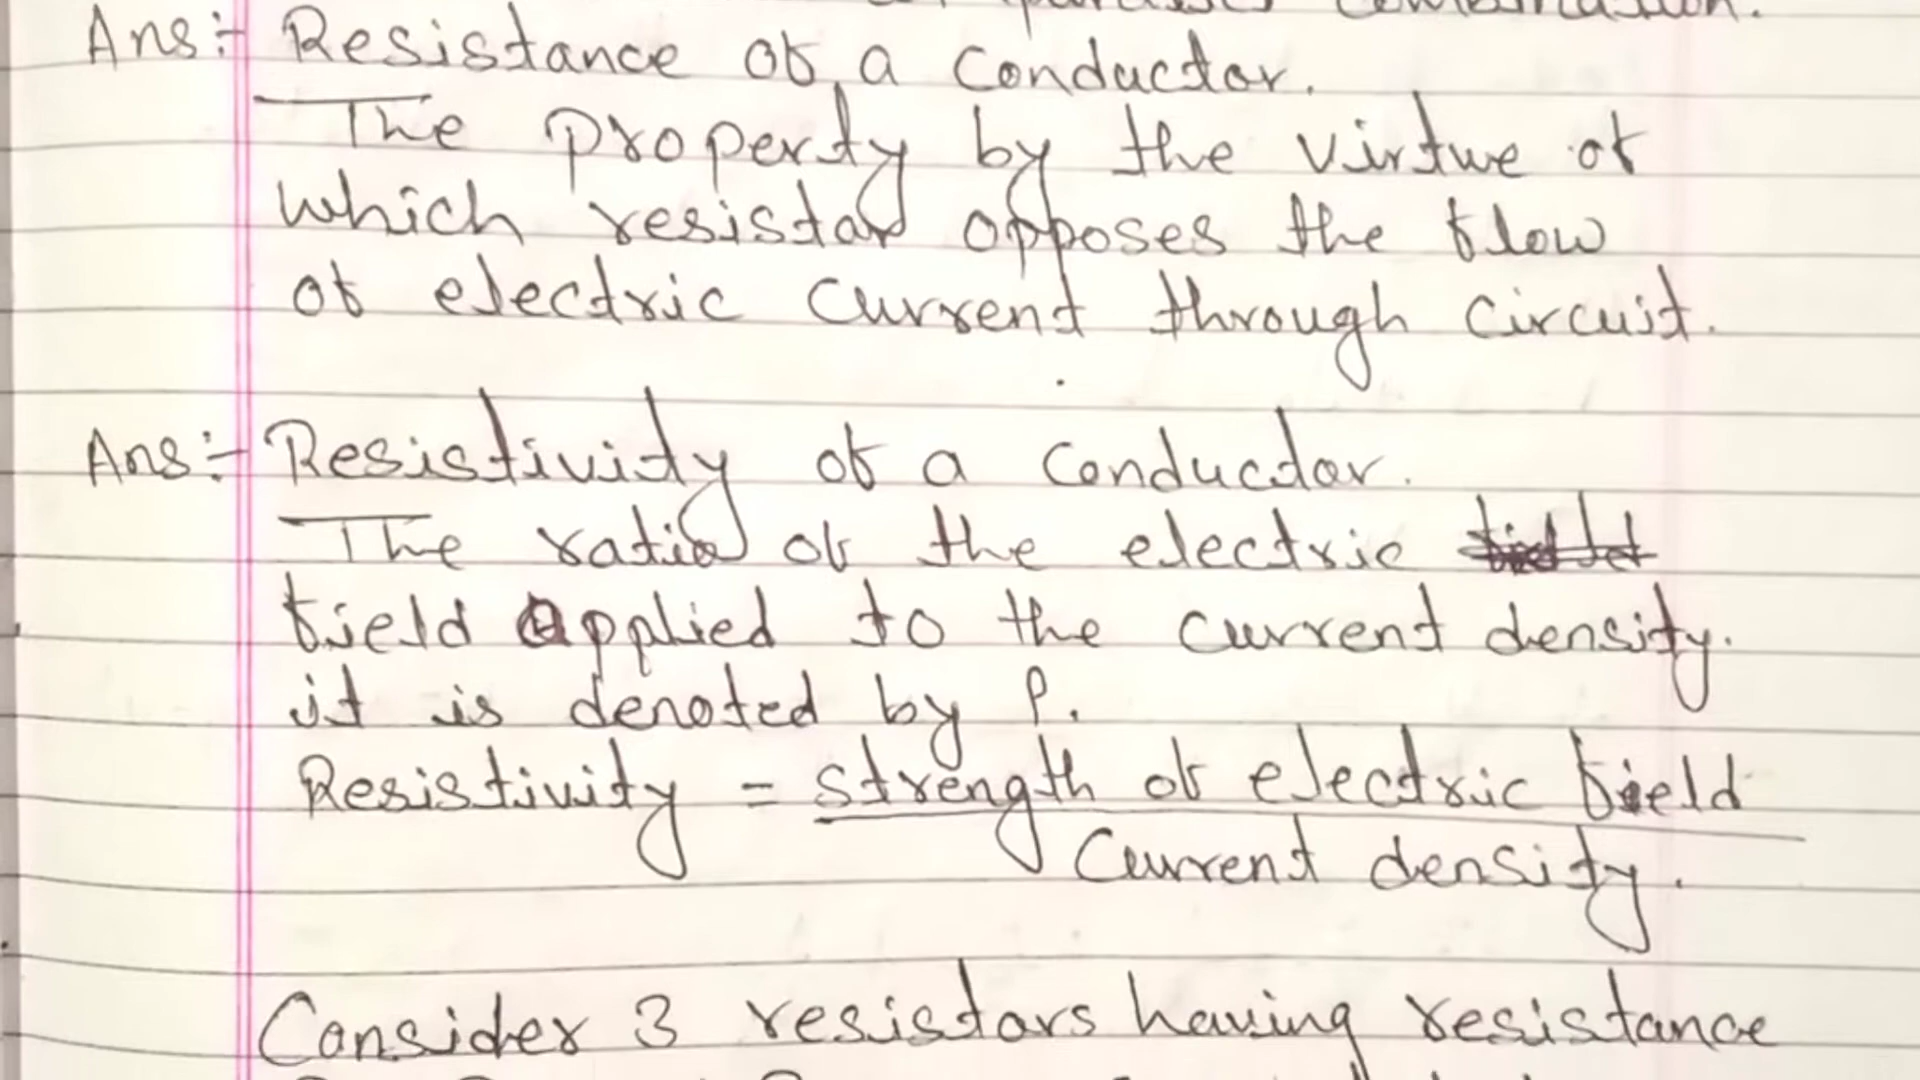 combination.
Ans:- Resistance of a conductor.
The property by the virtue of
which resistor opposes the flow
of electric current through circuit.
Ans:- Resistivity of a conductor.
The ratio of the electric
field applied to the current density.
it is denoted by ρ.
Resistivity = strength of electric field
Current density.
Consider 3 resistors having resistance